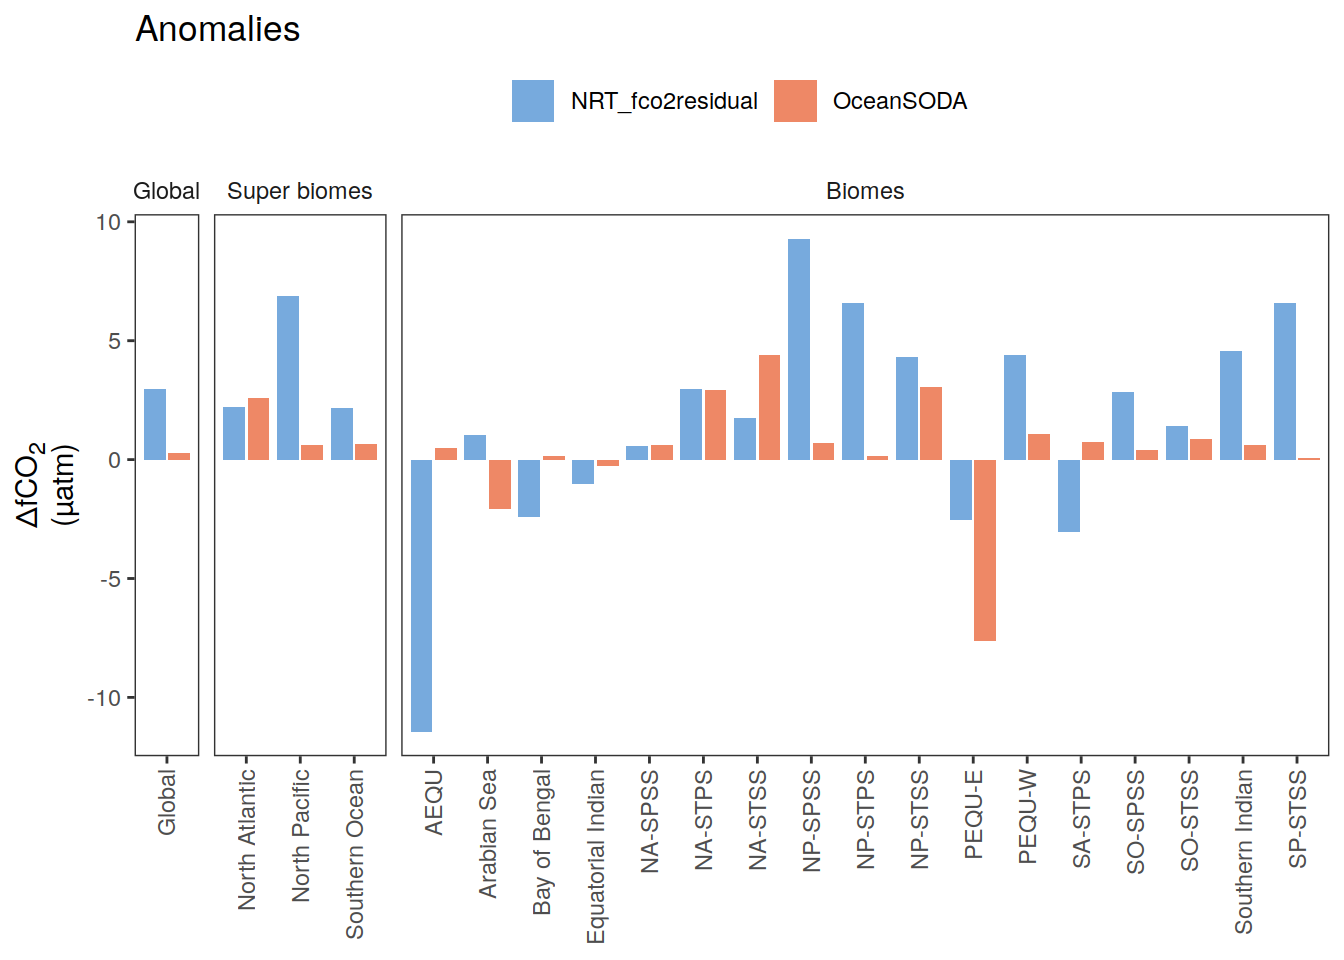 Anomalies
NRT_fco2residual OceanSODA
Global Super biomes Biomes
ΔfCO2
(µatm)
10
5
0
-5
-10
Global
North Atlantic
North Pacific
Southern Ocean
AEQU
Arabian Sea
Bay of Bengal
Equatorial Indian
NA-SPSS
NA-STPS
NA-STSS
NP-SPSS
NP-STPS
NP-STSS
PEQU-E
PEQU-W
SA-STPS
SO-SPSS
SO-STSS
Southern Indian
SP-STSS